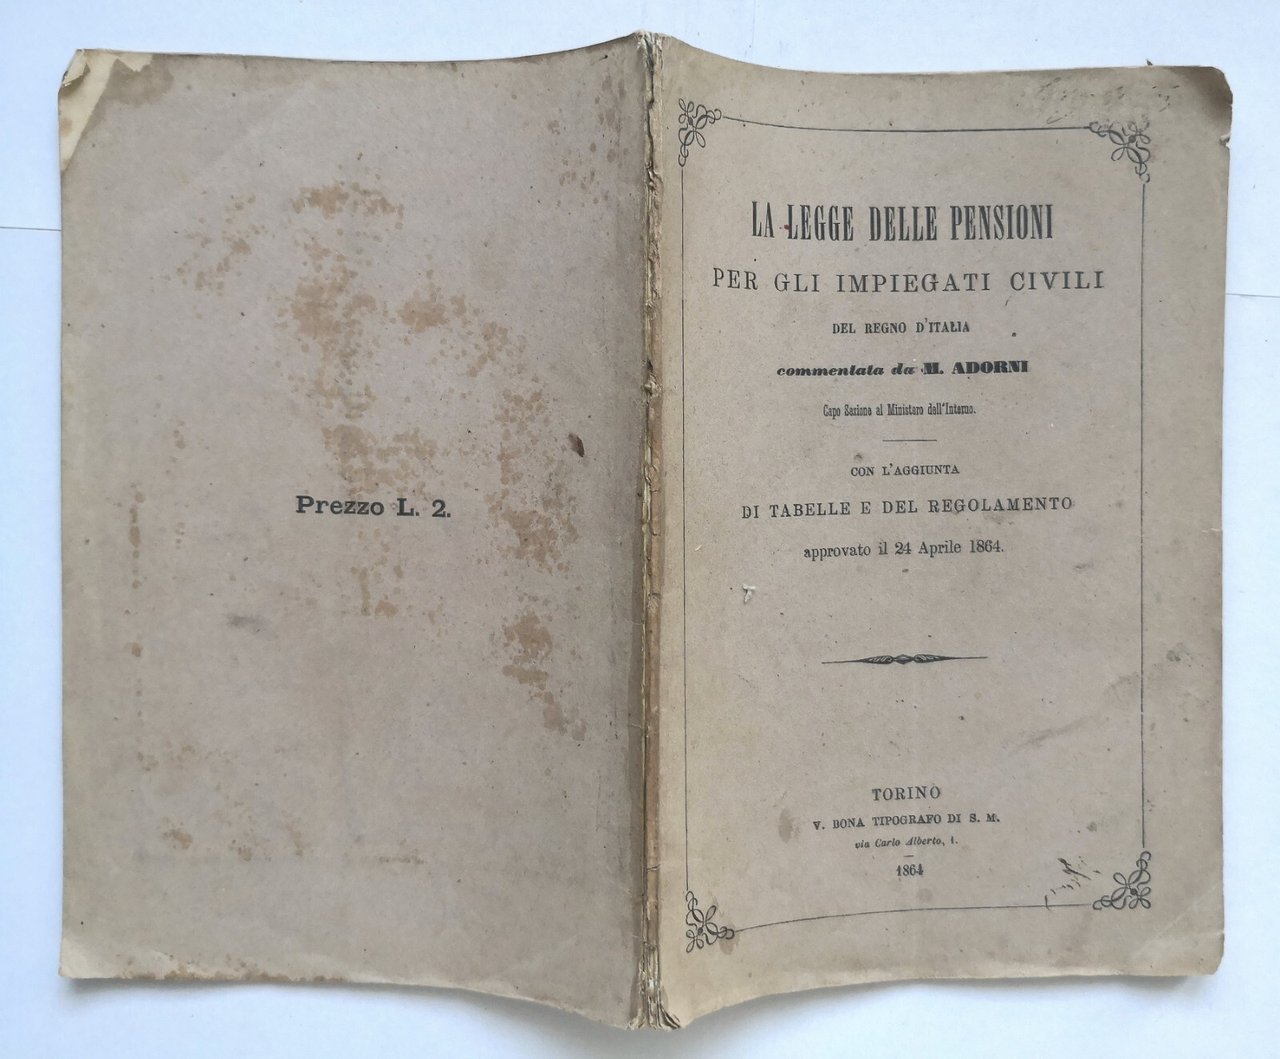 Prezzo L. 2.
LA LEGGE DELLE PENSIONI
PER GLI IMPIEGATI CIVILI
DEL REGNO D'ITALIA
commentata da M. ADORNI
Capo Sezione al Ministero dell'Interno.
CON L'AGGIUNTA
DI TABELLE E DEL REGOLAMENTO
approvato il 24 Aprile 1864.
TORINO
V. BONA TIPOGRAFO DI S. M.
via Carlo Alberto, 1.
1864